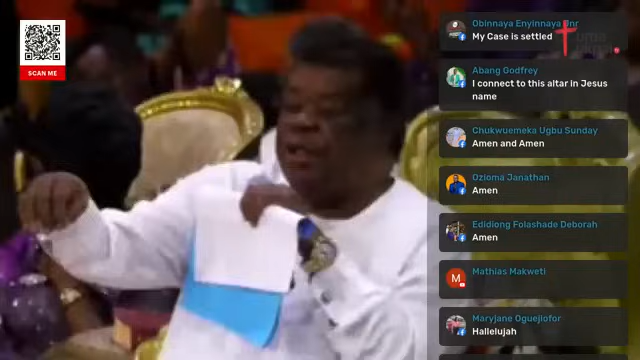 SCAN ME
Obinnaya Enyinnaya Jnr
My Case is settled
Abang Godfrey
I connect to this altar in Jesus
name
Chukwuemeka Ugbu Sunday
Amen and Amen
Ozioma Janathan
Amen
Edidiong Folashade Deborah
Amen
Mathias Makweti
M
Maryjane Oguejiofor
Hallelujah